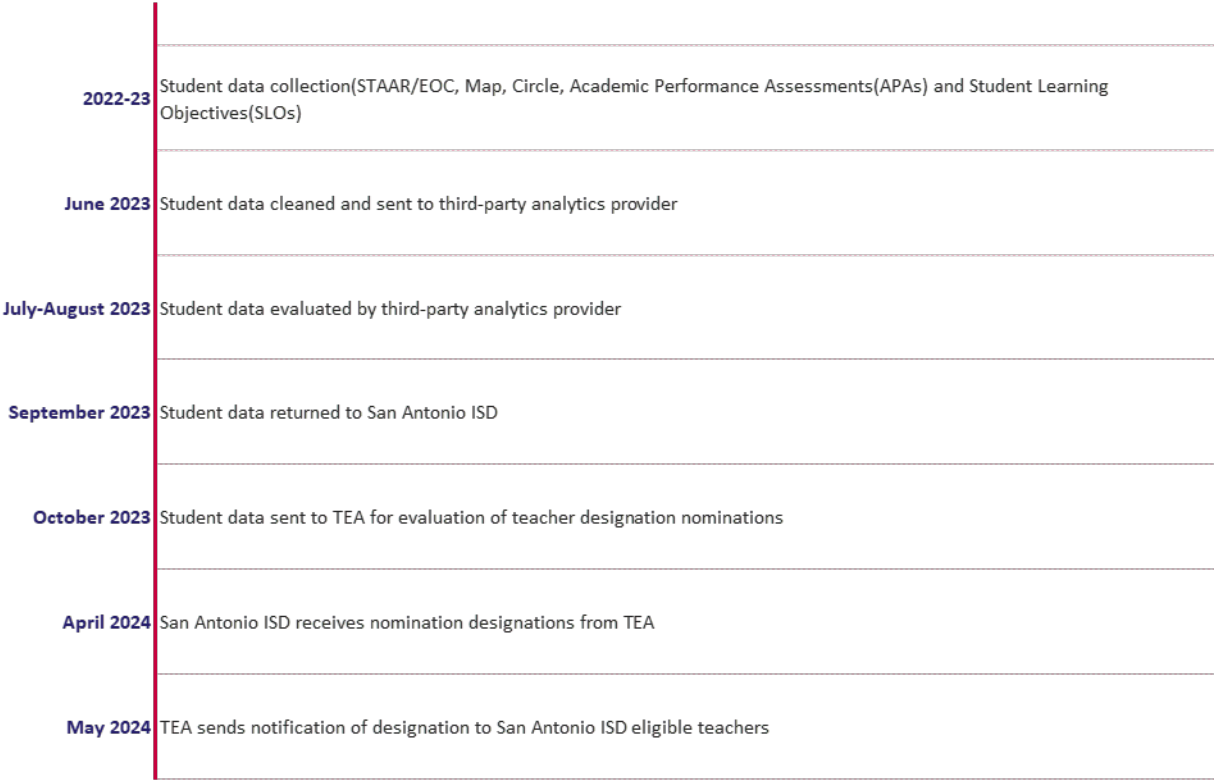 2022-23
Student data collection(STAAR/EOC, Map, Circle, Academic Performance Assessments(APAs) and Student Learning
Objectives(SLOs)
June 2023
Student data cleaned and sent to third-party analytics provider
July-August 2023
Student data evaluated by third-party analytics provider
September 2023
Student data returned to San Antonio ISD
October 2023
Student data sent to TEA for evaluation of teacher designation nominations
April 2024
San Antonio ISD receives nomination designations from TEA
May 2024
TEA sends notification of designation to San Antonio ISD eligible teachers